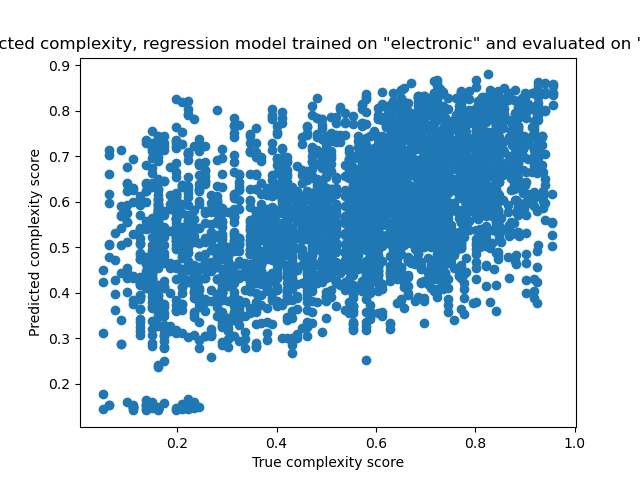 cted complexity, regression model trained on "electronic" and evaluated on "
0.9
0.8
0.7
0.6
0.5
0.4
0.3
0.2
Predicted complexity score
0.2 0.4 0.6 0.8 1.0
True complexity score